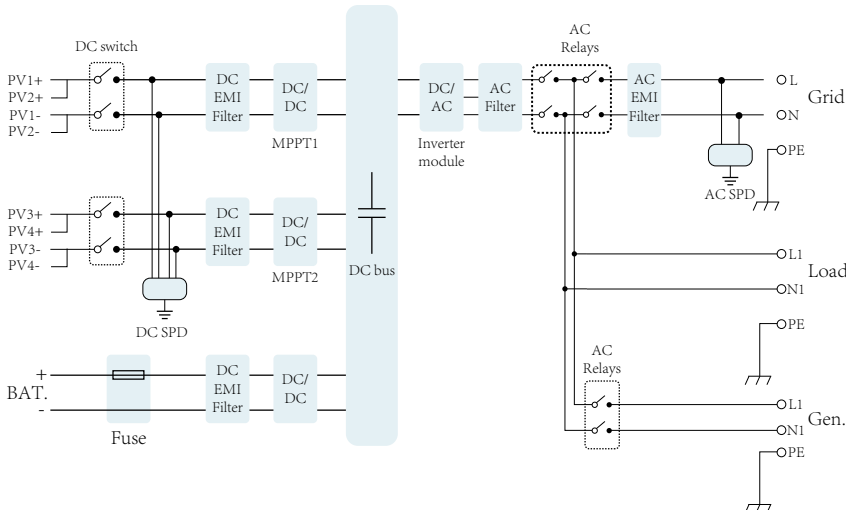 DC switch
PV1+
PV2+
PV1-
PV2-
DC
EMI
Filter
DC/
DC
MPPT1
DC/
AC
Inverter
module
AC
Filter
AC
Relays
AC
EMI
Filter
L
N
Grid
PE
AC SPD
PV3+
PV4+
PV3-
PV4-
DC
EMI
Filter
DC/
DC
MPPT2
DC bus
DC SPD
L1
Load
N1
PE
+
BAT.
-
Fuse
DC
EMI
Filter
DC/
DC
AC
Relays
L1
Gen.
N1
PE